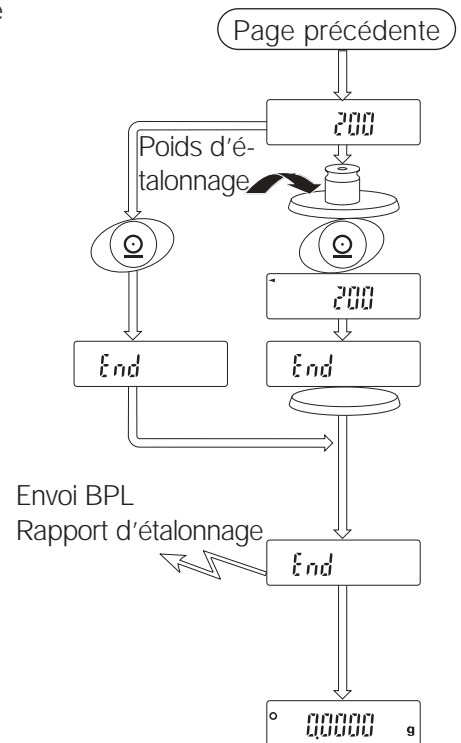 e
Page précédente
200
Poids d'é-
talonnage
200
End
End
Envoi BPL
Rapport d'étalonnage
End
0.0000 g